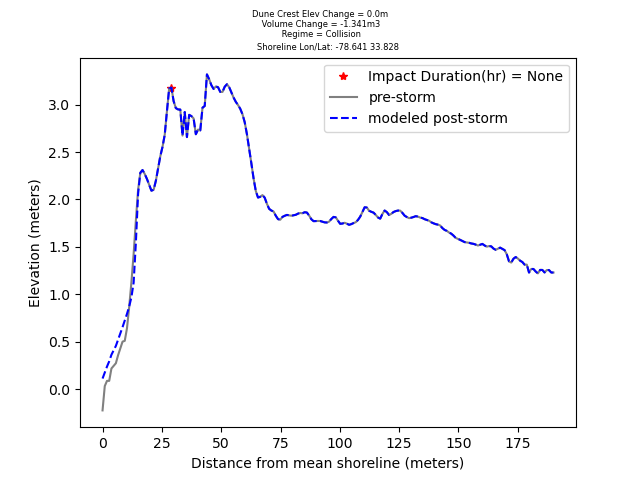 Dune Crest Elev Change = 0.0m
Volume Change = -1.341m3
Regime = Collision
Shoreline Lon/Lat: -78.641 33.828
Impact Duration(hr) = None
pre-storm
modeled post-storm
Elevation (meters)
3.0
2.5
2.0
1.5
1.0
0.5
0.0
0 25 50 75 100 125 150 175
Distance from mean shoreline (meters)